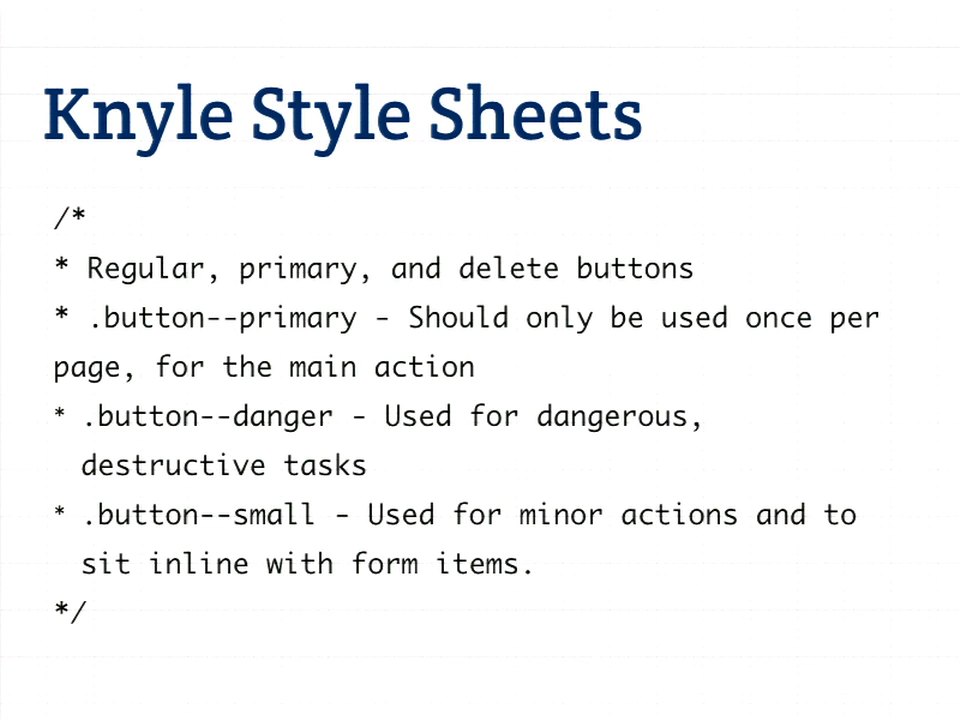 Knyle Style Sheets
/*
* Regular, primary, and delete buttons
* .button--primary - Should only be used once per
page, for the main action
* .button--danger - Used for dangerous,
destructive tasks
* .button--small - Used for minor actions and to
sit inline with form items.
*/